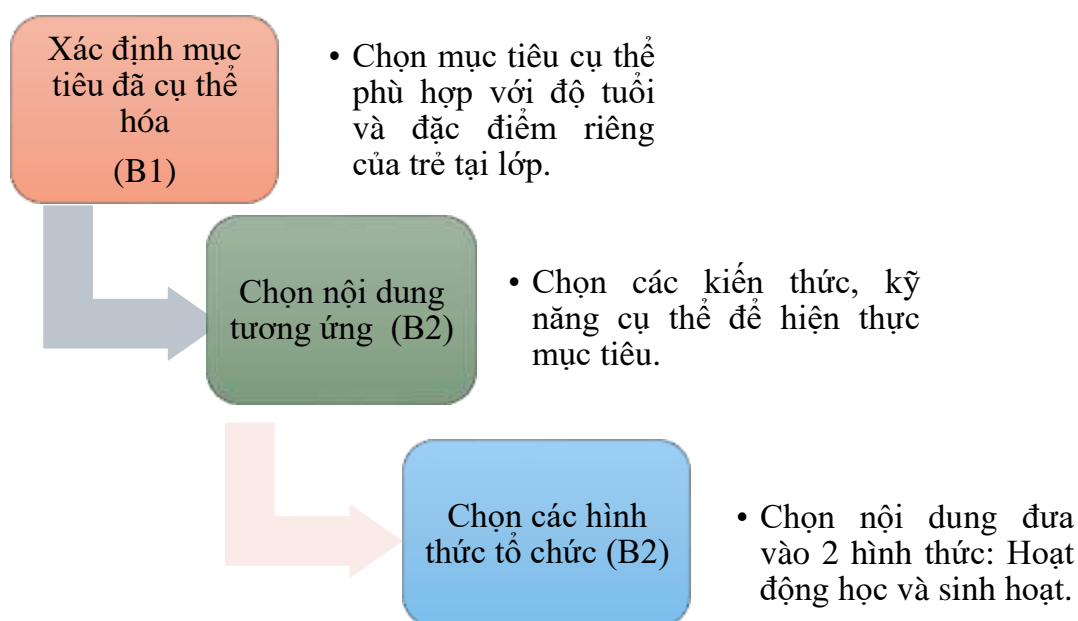 Xác định mục
tiêu đã cụ thể
hóa
(B1)
• Chọn mục tiêu cụ thể
phù hợp với độ tuổi
và đặc điểm riêng
của trẻ tại lớp.
Chọn nội dung
tương ứng (B2)
• Chọn các kiến thức, kỹ
năng cụ thể để hiện thực
mục tiêu.
Chọn các hình
thức tổ chức (B2)
• Chọn nội dung đưa
vào 2 hình thức: Hoạt
động học và sinh hoạt.